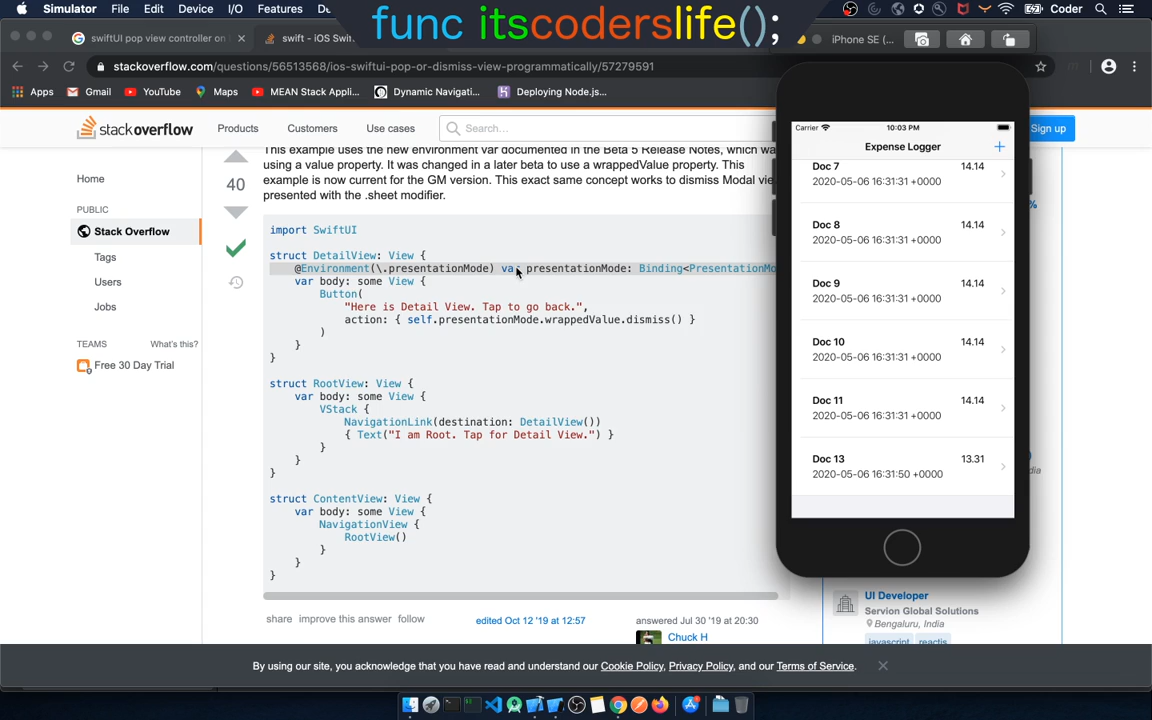 Simulator File Edit Device I/O Features De
Coder
func itscoderslife();
swiftUI pop view controller on
swift - iOS Swi
iPhone SE (...
stackoverflow.com/questions/56513568/ios-swiftui-pop-or-dismiss-view-programmatically/57279591
Apps Gmail YouTube Maps MEAN Stack Appli... Dynamic Navigati... Deploying Node.js...
stackoverflow Products Customers Use cases Search... Sign up
Home
PUBLIC
Stack Overflow
Tags
Users
Jobs
TEAMS What's this?
Free 30 Day Trial
40
This example uses the new environment var documented in the Beta 5 Release Notes, which wa
using a value property. It was changed in a later beta to use a wrappedValue property. This
example is now current for the GM version. This exact same concept works to dismiss Modal vie
presented with the .sheet modifier.
import SwiftUI
struct DetailView: View {
@Environment(\.presentationMode) va presentationMode: Binding<PresentationMo
var body: some View {
Button(
"Here is Detail View. Tap to go back.",
action: { self.presentationMode.wrappedValue.dismiss() }
)
}
}
struct RootView: View {
var body: some View {
VStack {
NavigationLink(destination: DetailView())
{ Text("I am Root. Tap for Detail View.") }
}
}
}
struct ContentView: View {
var body: some View {
NavigationView {
RootView()
}
}
}
share improve this answer follow
edited Oct 12 '19 at 12:57
answered Jul 30 '19 at 20:30
Chuck H
Carrier 10:03 PM
Expense Logger +
Doc 7 14.14
2020-05-06 16:31:31 +0000
Doc 8 14.14
2020-05-06 16:31:31 +0000
Doc 9 14.14
2020-05-06 16:31:31 +0000
Doc 10 14.14
2020-05-06 16:31:31 +0000
Doc 11 14.14
2020-05-06 16:31:31 +0000
Doc 13 13.31
2020-05-06 16:31:50 +0000
%
dia
UI Developer
Servion Global Solutions
Bengaluru, India
javascript reactjs
By using our site, you acknowledge that you have read and understand our Cookie Policy, Privacy Policy, and our Terms of Service.